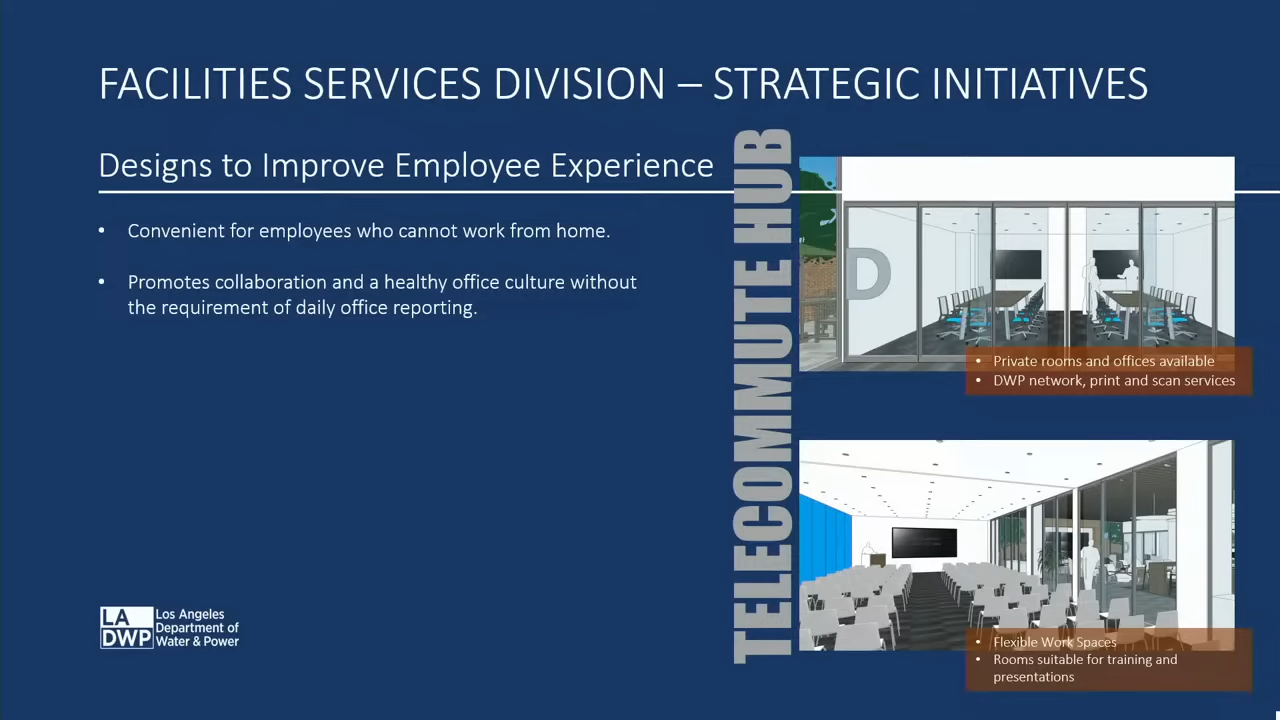 FACILITIES SERVICES DIVISION – STRATEGIC INITIATIVES
Designs to Improve Employee Experience
• Convenient for employees who cannot work from home.
• Promotes collaboration and a healthy office culture without
the requirement of daily office reporting.
TELECOMMUTE HUB
D
• Private rooms and offices available
• DWP network, print and scan services
• Flexible Work Spaces
• Rooms suitable for training and
presentations
LA
DWP
Los Angeles
Department of
Water & Power